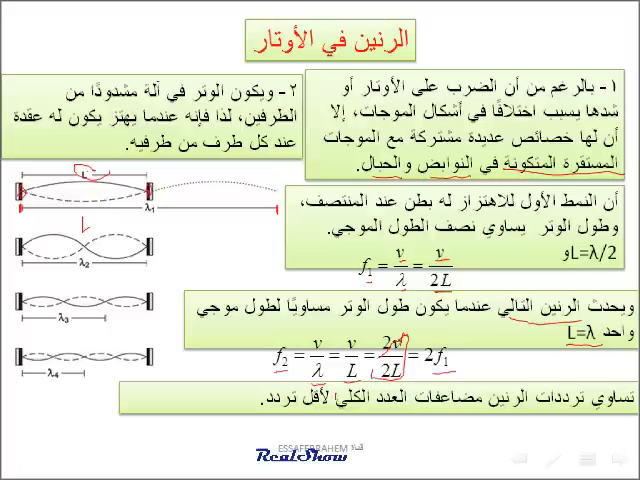 الرنين في الأوتار
١- بالرغم من أن الضرب على الأوتار أو
شدها يسبب اختلافًا في أشكال الموجات، إلا
أن لها خصائص عديدة مشتركة مع الموجات
المستقرة المتكونة في النوابض والحبال.
٢- ويكون الوتر في آلة مشدودًا من
الطرفين، لذا فإنه عندما يهتز يكون له عقدة
عند كل طرف من طرفيه.
أن النمط الأول للاهتزاز له بطن عند المنتصف،
وطول الوتر يساوي نصف الطول الموجي.
L=λ/2و
f₁ = v/λ = v/2L
ويحدث الرنين التالي عندما يكون طول الوتر مساويًا لطول موجي
واحد L=λ
f₂ = v/λ = v/L = 2v/2L = 2f₁
تساوي ترددات الرنين مضاعفات العدد الكلي لأقل تردد.
L
λ₁
L
λ₂
λ₃
λ₄
قناة ESSAFEBRAHEM
RealShow